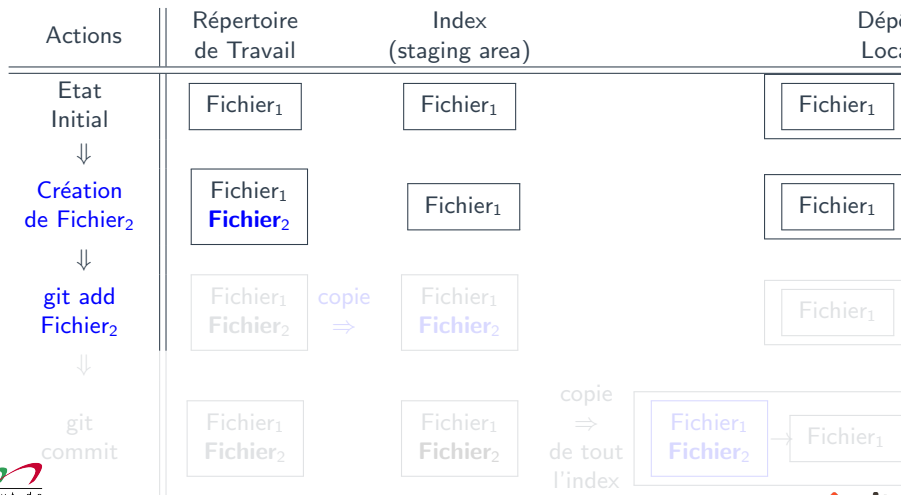 Actions
Répertoire
de Travail
Index
(staging area)
Etat
Initial
Fichier₁
Fichier₁
Fichier₁
⇓
Création
de Fichier₂
Fichier₁
Fichier₂
Fichier₁
Fichier₁
⇓
git add
Fichier₂
Fichier₁
Fichier₂
copie
⇒
Fichier₁
Fichier₂
Fichier₁
⇓
git
commit
Fichier₁
Fichier₂
Fichier₁
Fichier₂
copie
⇒
de tout
l'index
Fichier₁
Fichier₂
→
Fichier₁